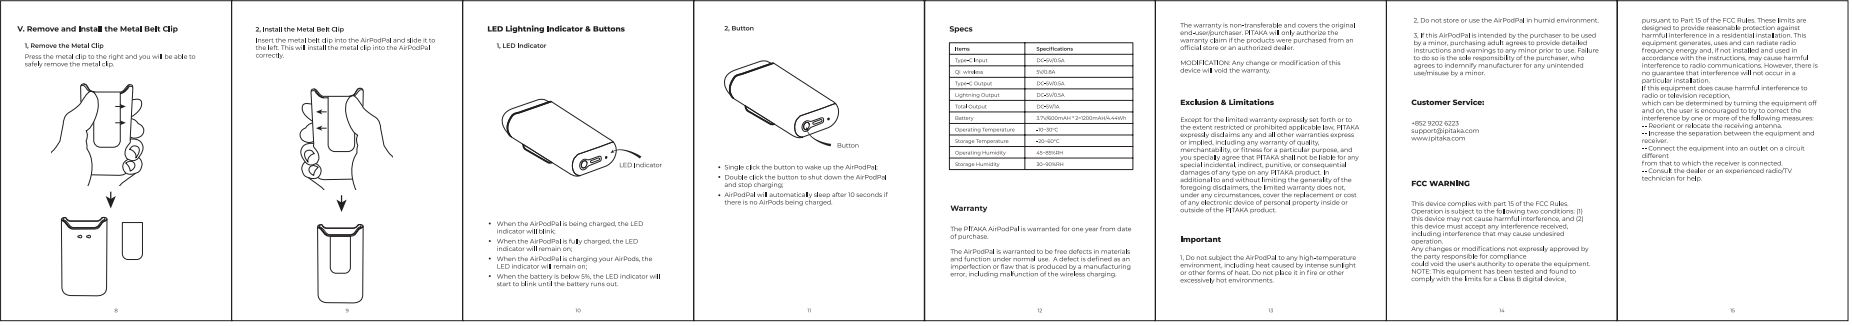 V. Remove and Install the Metal Belt Clip
1, Remove the Metal Clip
Press the metal clip to the right and you will be able to
safely remove the metal clip.
8
2, Install the Metal Belt Clip
Insert the metal belt clip into the AirPodPal and slide it to
the left. This will install the metal clip into the AirPodPal
correctly.
9
LED Lightning Indicator & Buttons
1, LED Indicator
LED Indicator
• When the AirPodPal is being charged, the LED
Indicator will blink;
• When the AirPodPal is fully charged, the LED
indicator will remain on;
• When the AirPodPal is charging your AirPods, the
LED indicator will remain on;
• When the battery is below 5%, the LED indicator will
start to blink until the battery runs out.
10
2, Button
Button
• Single click the button to wake up the AirPodPal;
• Double click the button to shut down the AirPodPal
and stop charging;
• AirPodPal will automatically sleep after 10 seconds if
there is no AirPods being charged.
11
Specs
Items Specifications
Type-C Input DC-5V/0.5A
Qi wireless 5V/0.8A
Type-C Output DC-5V/0.5A
Lightning Output DC-5V/0.5A
Total Output DC-5V/1A
Battery 3.7V/600mAH * 2=1200mAH/4.44Wh
Operating Temperature -10~30°C
Storage Temperature -20~60°C
Operating Humidity 45~85%RH
Storage Humidity 30~90%RH
Warranty
The PITAKA AirPodPal is warranted for one year from date
of purchase.
The AirPodPal is warranted to be free defects in materials
and function under normal use. A defect is defined as an
imperfection or flaw that is produced by a manufacturing
error, including malfunction of the wireless charging.
12
The warranty is non-transferable and covers the original
end-user/purchaser. PITAKA will only authorize the
warranty claim if the products were purchased from an
official store or an authorized dealer.
MODIFICATION: Any change or modification of this
device will void the warranty.
Exclusion & Limitations
Except for the limited warranty expressly set forth or to
the extent restricted or prohibited applicable law, PITAKA
expressly disclaims any and all other warranties express
or implied, including any warranty of quality,
merchantability, or fitness for a particular purpose, and
you specially agree that PITAKA shall not be liable for any
special incidental, indirect, punitive, or consequential
damages of any type on any PITAKA product. In
additional to and without limiting the generality of the
foregoing disclaims, the limited warranty does not,
under any circumstances, cover the replacement or cost
of any electronic device of personal property inside or
outside of the PITAKA product.
Important
1, Do not subject the AirPodPal to any high-temperature
environment, including heat caused by intense sunlight
or other forms of heat. Do not place it in fire or other
excessively hot environments.
13
2, Do not store or use the AirPodPal in humid environment.
3, If this AirPodPal is intended by the purchaser to be used
by a minor, purchasing adult agrees to provide detailed
instructions and warnings to any minor prior to use. Failure
to do so is the sole responsibility of the purchaser, who
agrees to indemnify manufacturer for any unintended
use/misuse by a minor.
Customer Service:
+852 9202 6223
support@ipitaka.com
www.ipitaka.com
FCC WARNING
This device complies with part 15 of the FCC Rules.
Operation is subject to the following two conditions: (1)
this device may not cause harmful interference, and (2)
this device must accept any interference received,
including interference that may cause undesired
operation.
Any changes or modifications not expressly approved by
the party responsible for compliance
could void the user's authority to operate the equipment.
NOTE: This equipment has been tested and found to
comply with the limits for a Class B digital device,
14
pursuant to Part 15 of the FCC Rules. These limits are
designed to provide reasonable protection against
harmful interference in a residential installation. This
equipment generates, uses and can radiate radio
frequency energy and, if not installed and used in
accordance with the instructions, may cause harmful
interference to radio communications. However, there is
no guarantee that interference will not occur in a
particular installation.
If this equipment does cause harmful interference to
radio or television reception,
which can be determined by turning the equipment off
and on, the user is encouraged to try to correct the
interference by one or more of the following measures:
-- Reorient or relocate the receiving antenna.
-- Increase the separation between the equipment and
receiver.
-- Connect the equipment into an outlet on a circuit
different
from that to which the receiver is connected.
-- Consult the dealer or an experienced radio/TV
technician for help.
15